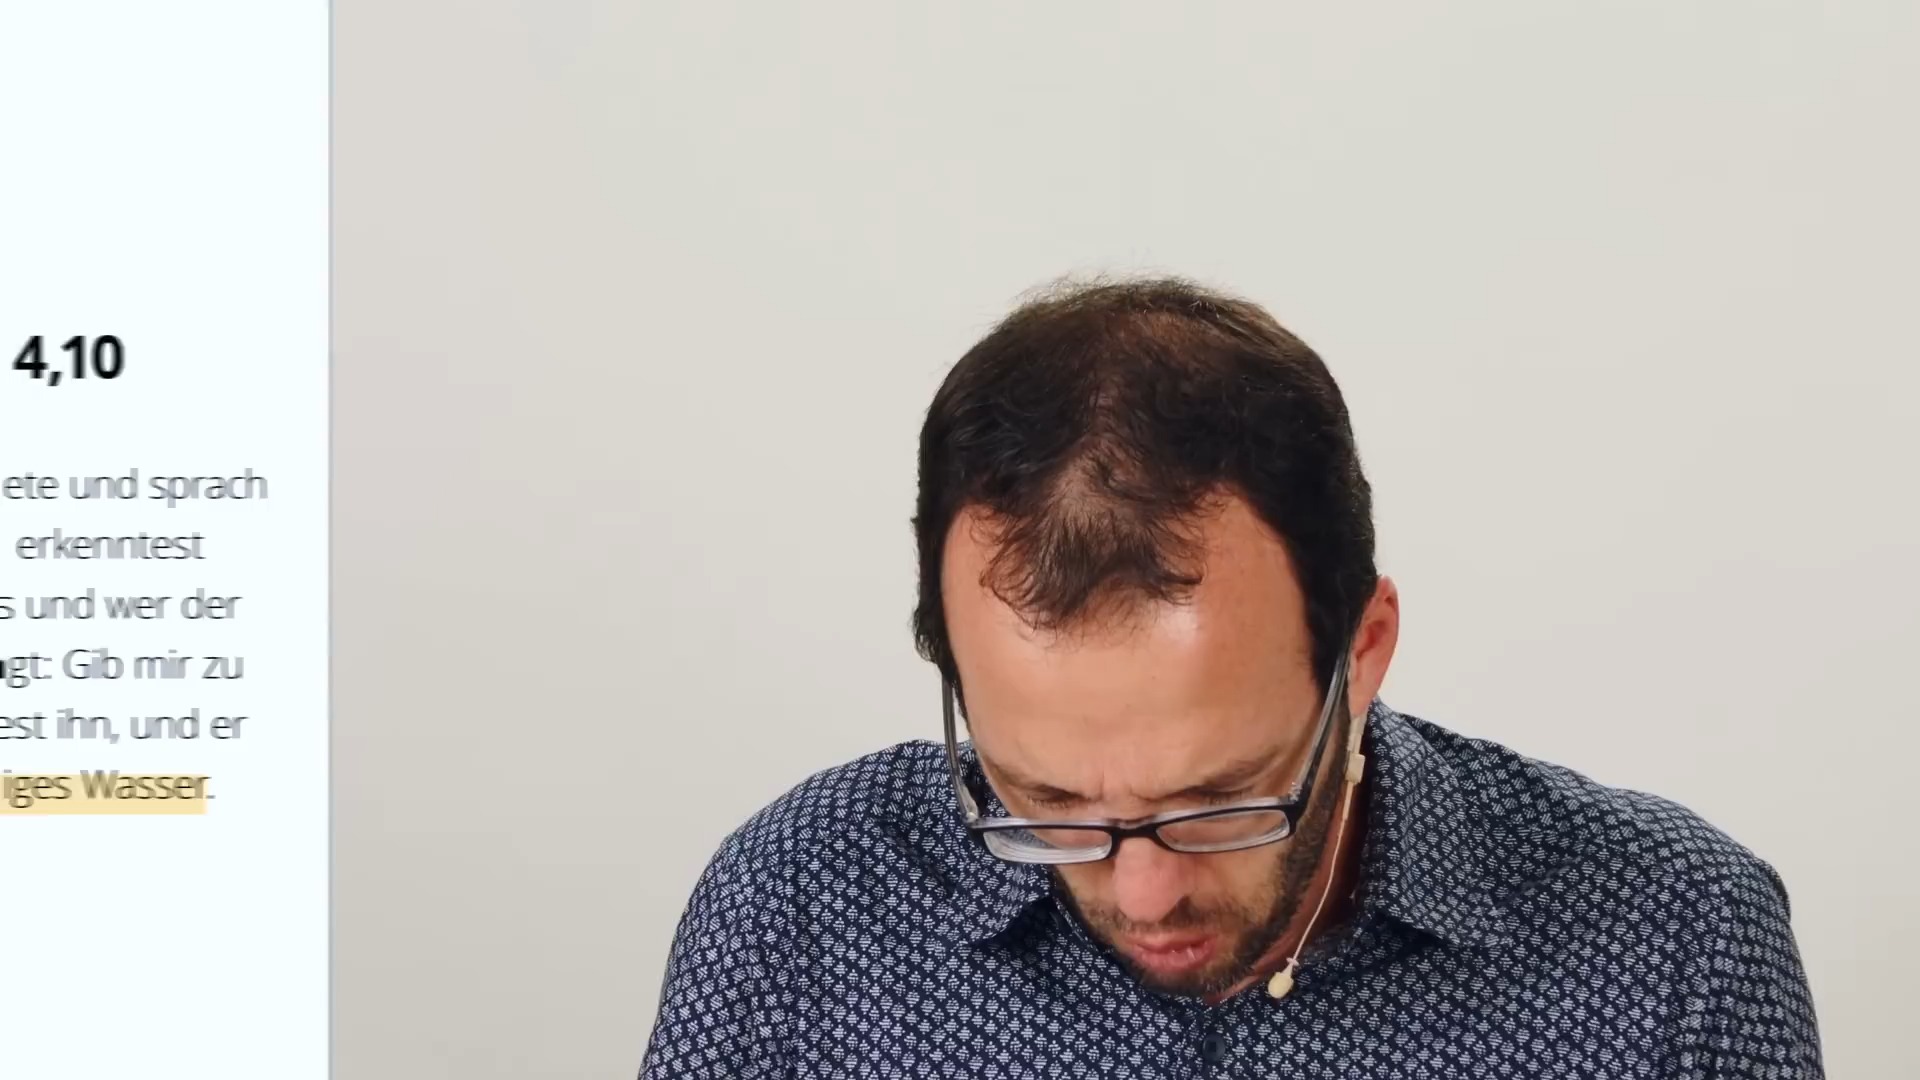 4,10
ete und sprach
erkenntest
s und wer der
gt: Gib mir zu
est ihn, und er
iges Wasser.